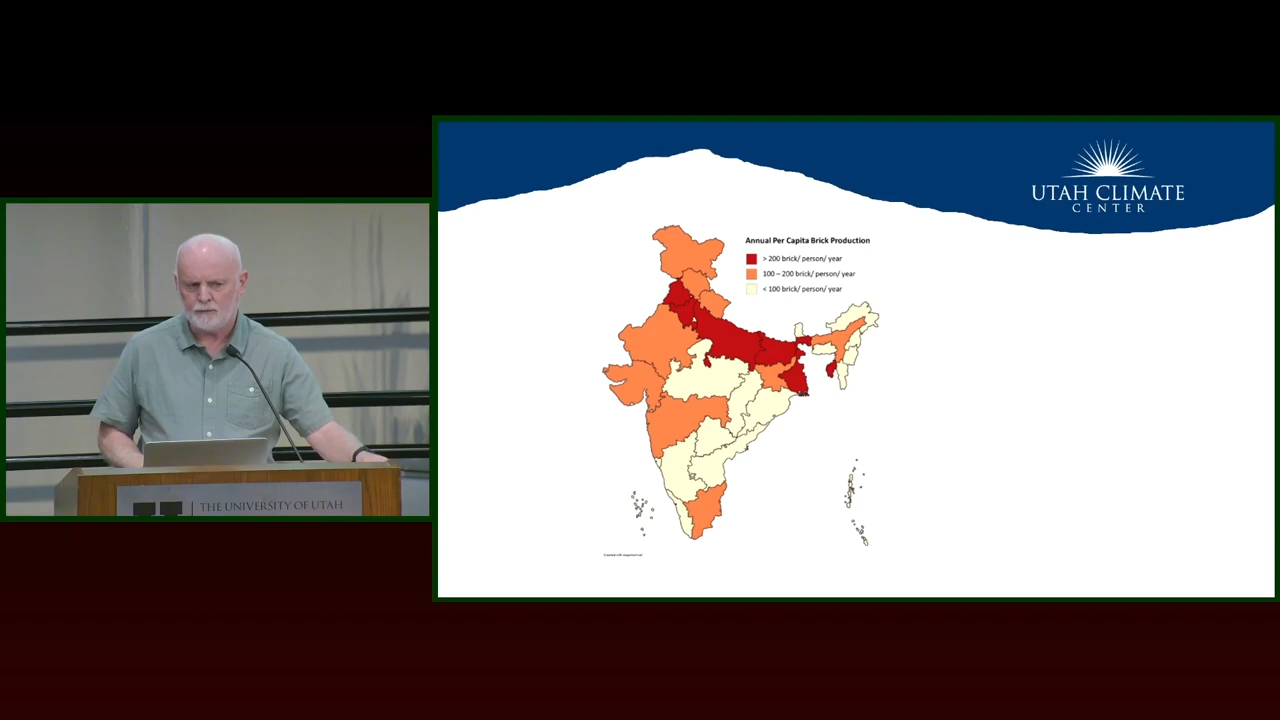 UTAH CLIMATE
CENTER
Annual Per Capita Brick Production
> 200 brick/ person/ year
100 – 200 brick/ person/ year
< 100 brick/ person/ year
THE UNIVERSITY OF UTAH